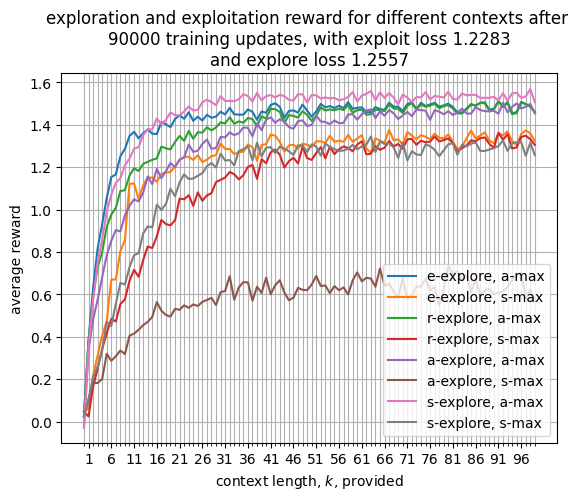 exploration and exploitation reward for different contexts after
90000 training updates, with exploit loss 1.2283
and explore loss 1.2557
average reward
1.6
1.4
1.2
1.0
0.8
0.6
0.4
0.2
0.0
e-explore, a-max
e-explore, s-max
r-explore, a-max
r-explore, s-max
a-explore, a-max
a-explore, s-max
s-explore, a-max
s-explore, s-max
1 6 11 16 21 26 31 36 41 46 51 56 61 66 71 76 81 86 91 96
context length, k, provided